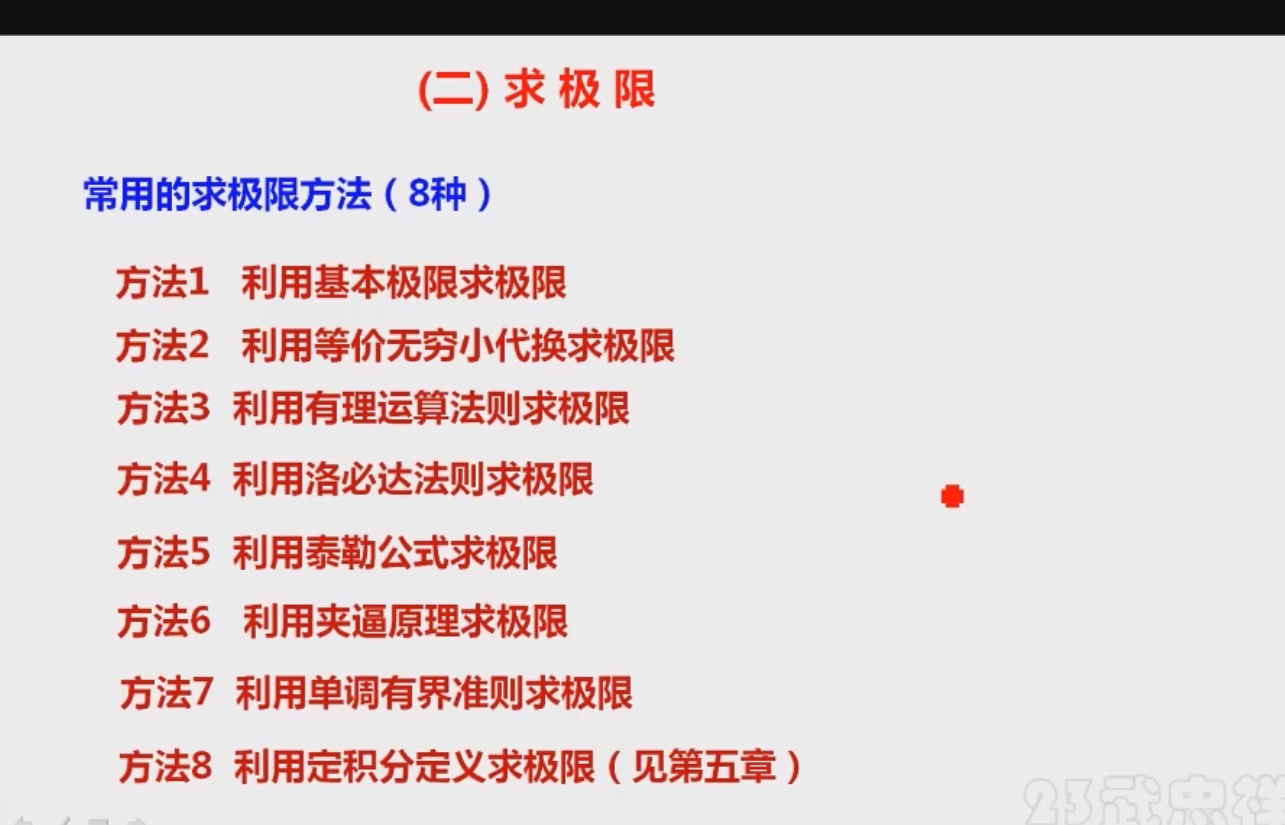 (二) 求 极 限
常用的求极限方法（8种）
方法1 利用基本极限求极限
方法2 利用等价无穷小代换求极限
方法3 利用有理运算法则求极限
方法4 利用洛必达法则求极限
方法5 利用泰勒公式求极限
方法6 利用夹逼原理求极限
方法7 利用单调有界准则求极限
方法8 利用定积分定义求极限（见第五章）
23武忠祥